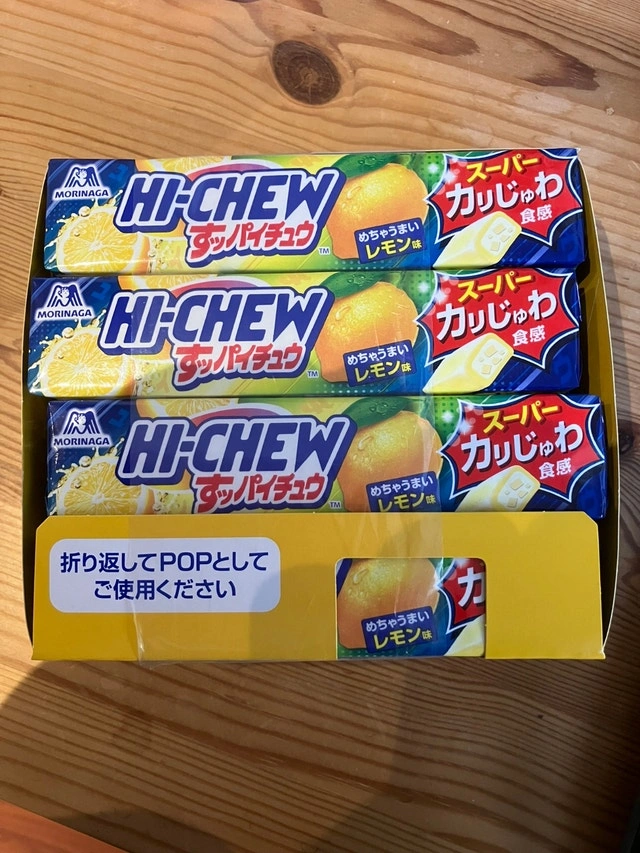 MORINAGA
HI-CHEW
すッパイチュウ
TM
めちゃうまい
レモン味
スーパー
カリじゅわ
食感
MORINAGA
HI-CHEW
すッパイチュウ
TM
めちゃうまい
レモン味
スーパー
カリじゅわ
食感
MORINAGA
HI-CHEW
すッパイチュウ
TM
めちゃうまい
レモン味
スーパー
カリじゅわ
食感
折り返してPOPとして
ご使用ください
めちゃうまい
レモン味
カ